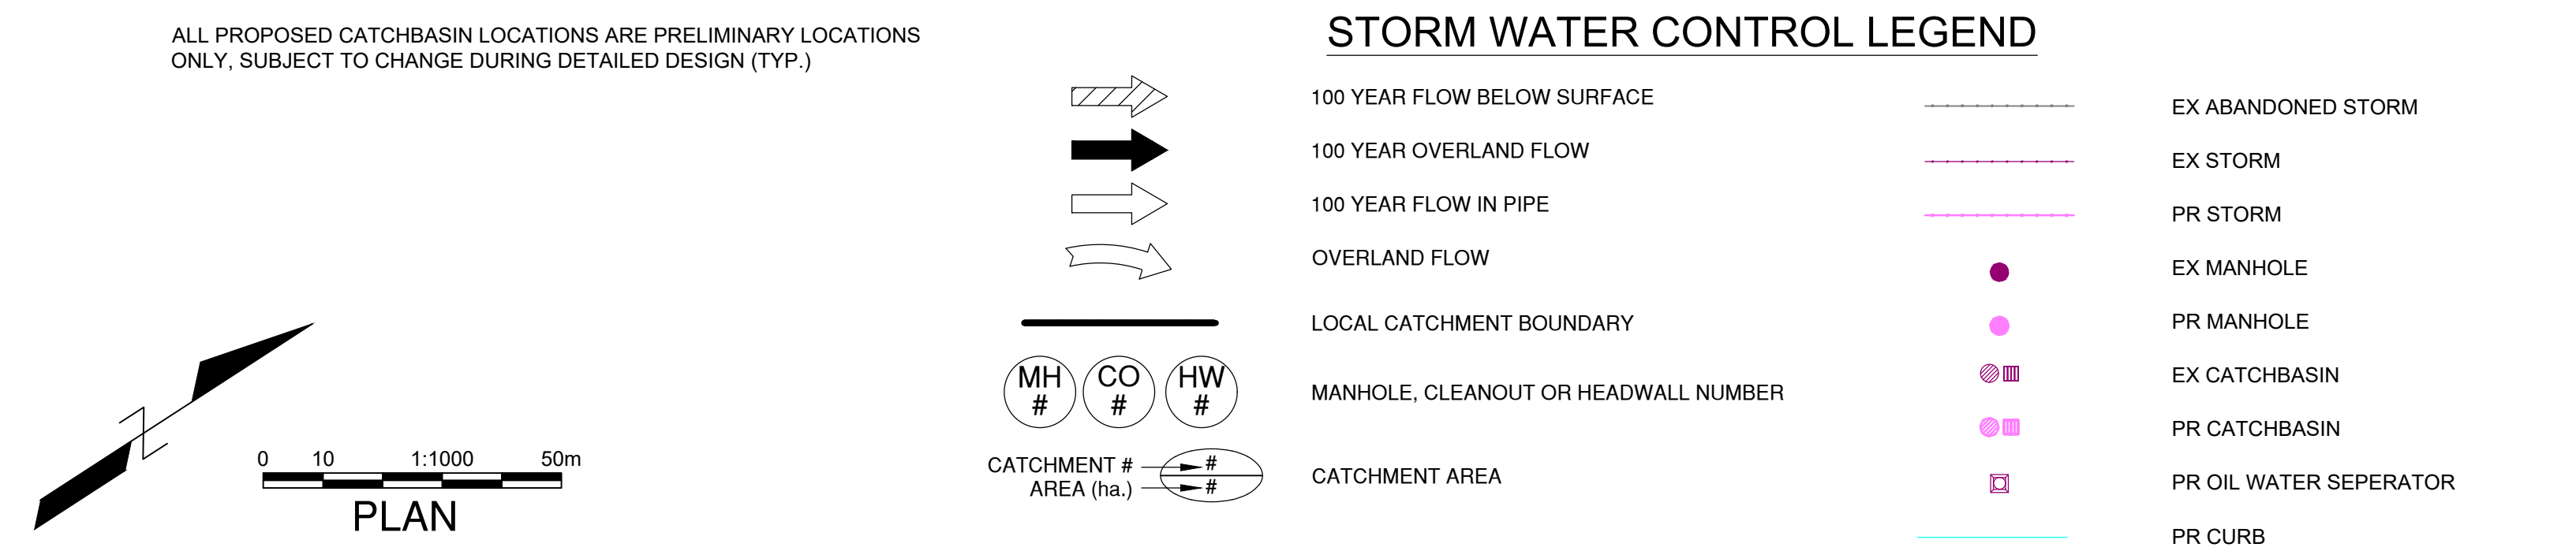 ALL PROPOSED CATCHBASIN LOCATIONS ARE PRELIMINARY LOCATIONS
ONLY, SUBJECT TO CHANGE DURING DETAILED DESIGN (TYP.)
STORM WATER CONTROL LEGEND
100 YEAR FLOW BELOW SURFACE
100 YEAR OVERLAND FLOW
100 YEAR FLOW IN PIPE
OVERLAND FLOW
LOCAL CATCHMENT BOUNDARY
MH CO HW
# # #
MANHOLE, CLEANOUT OR HEADWALL NUMBER
CATCHMENT # #
AREA (ha.) #
CATCHMENT AREA
EX ABANDONED STORM
EX STORM
PR STORM
EX MANHOLE
PR MANHOLE
EX CATCHBASIN
PR CATCHBASIN
PR OIL WATER SEPERATOR
PR CURB
0 10 1:1000 50m
PLAN